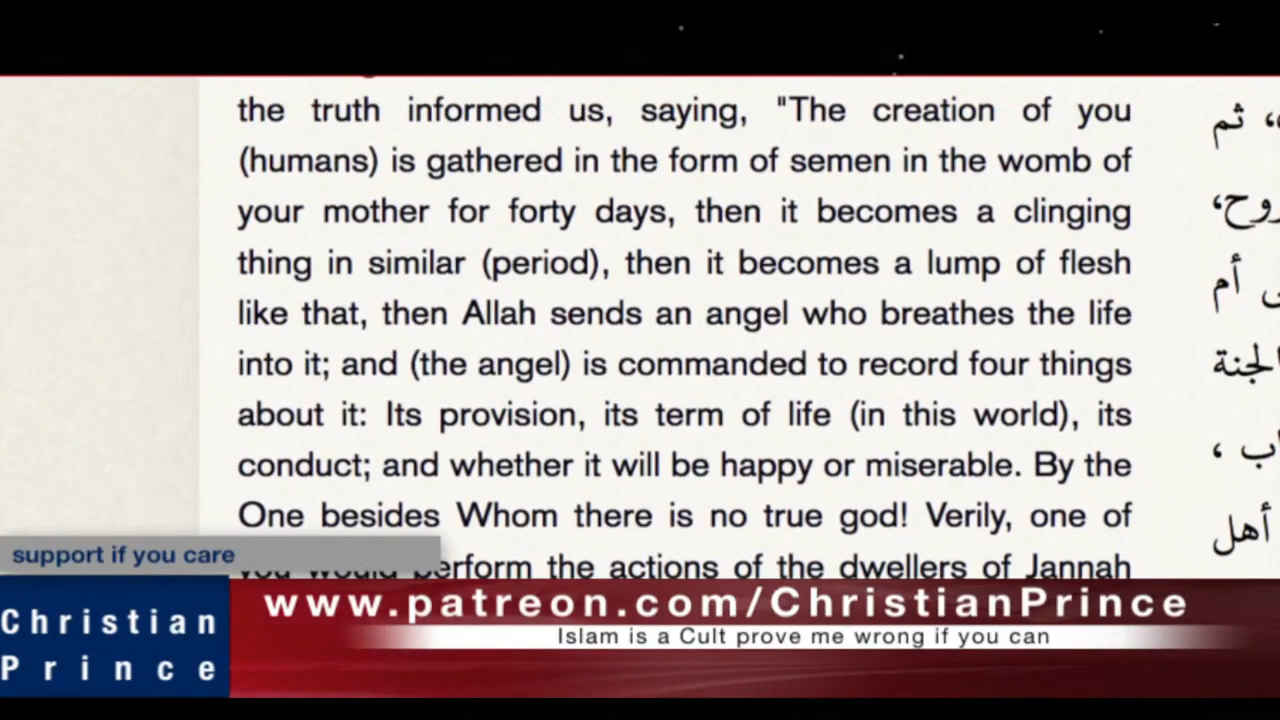 the truth informed us, saying, "The creation of you
(humans) is gathered in the form of semen in the womb of
your mother for forty days, then it becomes a clinging
thing in similar (period), then it becomes a lump of flesh
like that, then Allah sends an angel who breathes the life
into it; and (the angel) is commanded to record four things
about it: Its provision, its term of life (in this world), its
conduct; and whether it will be happy or miserable. By the
One besides Whom there is no true god! Verily, one of
you would perform the actions of the dwellers of Jannah
ثم
روح،
أم
الجنة
أهل
support if you care
Christian
Prince
www.patreon.com/ChristianPrince
Islam is a Cult prove me wrong if you can